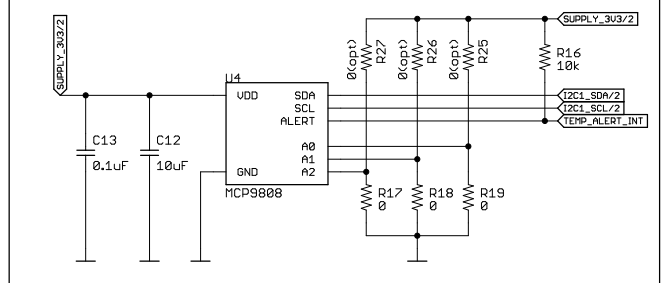 SUPPLY_3V3/2
SUPPLY_3V3/2
0(opt)
R27
0(opt)
R26
0(opt)
R25
R16
10k
U4
VDD
SDA
SCL
ALERT
A0
A1
A2
GND
MCP9808
I2C1_SDA/2
I2C1_SCL/2
TEMP_ALERT_INT
C13
0.1uF
C12
10uF
R17
0
R18
0
R19
0